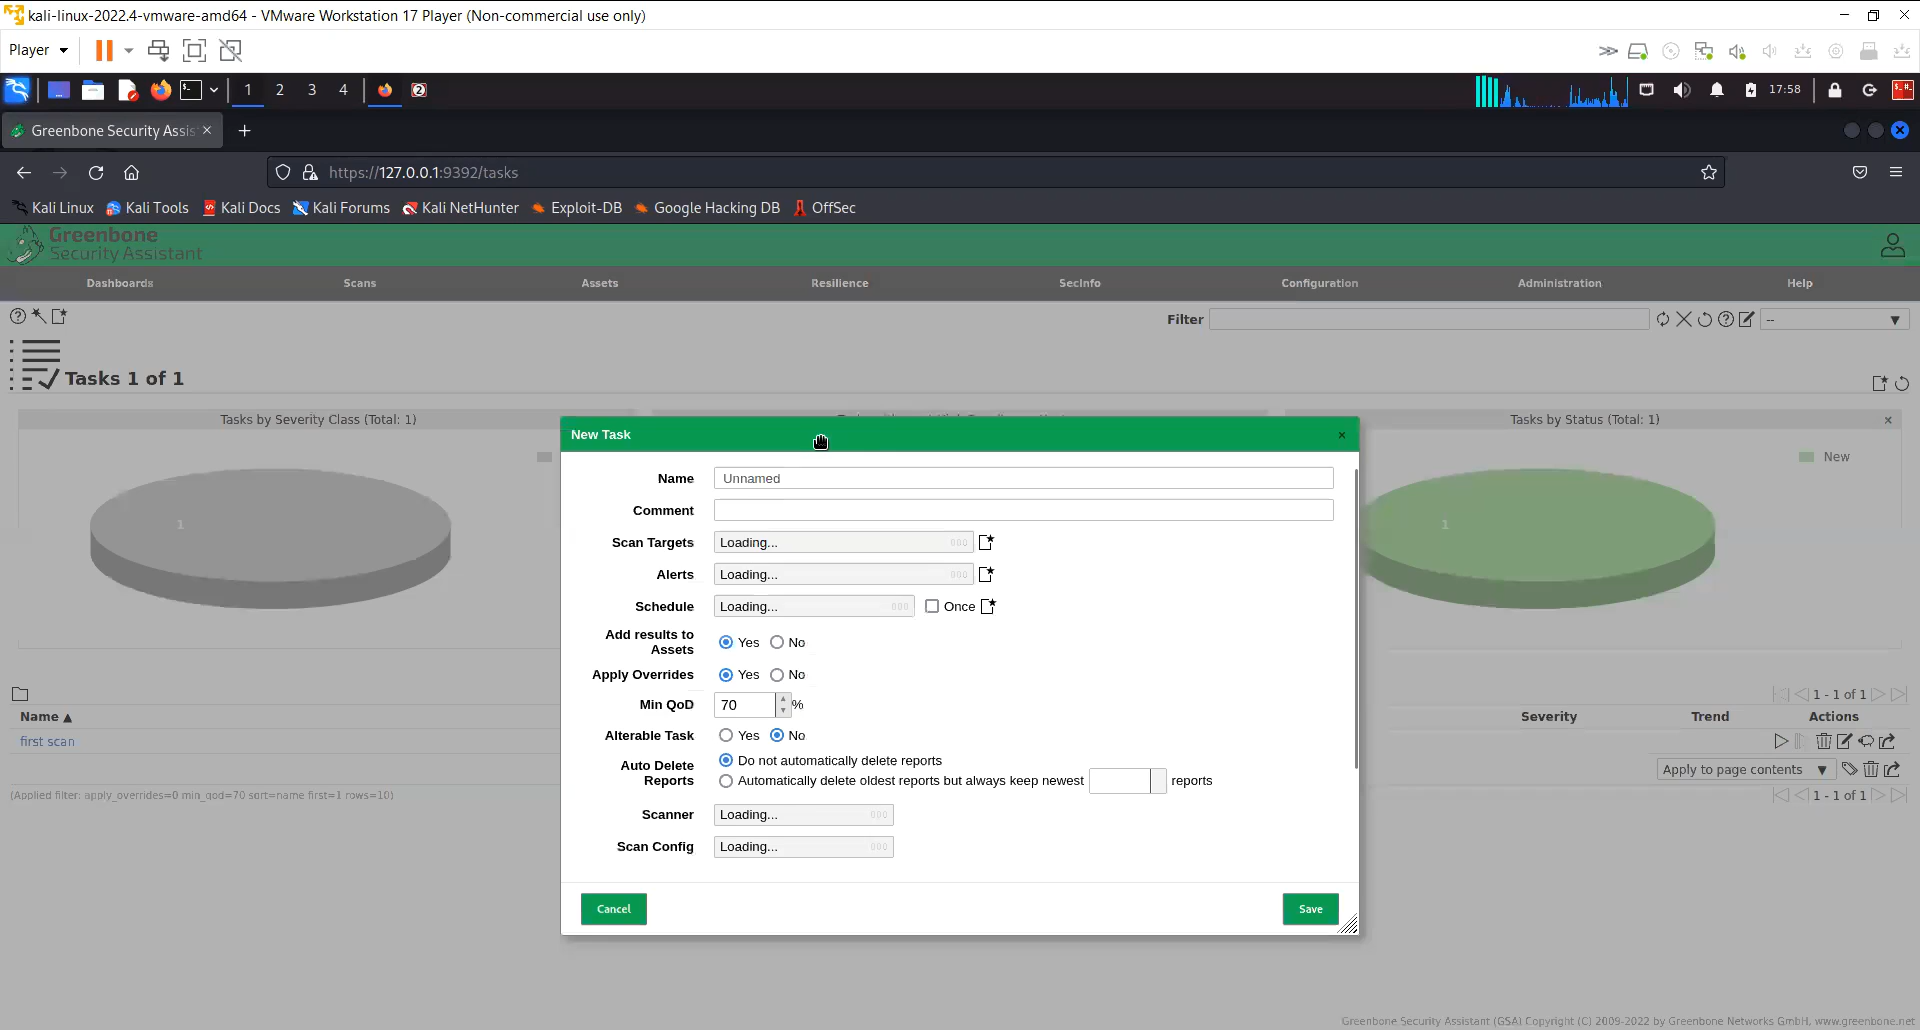 kali-linux-2022.4-vmware-amd64 - VMware Workstation 17 Player (Non-commercial use only)
Player
1 2 3 4 17:58
Greenbone Security Assis
https://127.0.0.1:9392/tasks
Kali Linux Kali Tools Kali Docs Kali Forums Kali NetHunter Exploit-DB Google Hacking DB OffSec
Greenbone
Security Assistant
Dashboards Scans Assets Resilience SecInfo Configuration Administration Help
Filter --
Tasks 1 of 1
Tasks by Severity Class (Total: 1) Tasks by Status (Total: 1)
New Task
Name Unnamed
New
Comment
1
1
Scan Targets Loading...
Alerts Loading...
Schedule Loading... Once
Add results to
Assets
Yes No
Apply Overrides Yes No
Min QoD 70 %
Alterable Task Yes No
Auto Delete
Reports
Do not automatically delete reports
Automatically delete oldest reports but always keep newest reports
Scanner Loading...
Scan Config Loading...
Cancel Save
1 - 1 of 1
Name Severity Trend Actions
first scan
Apply to page contents
(Applied filter: apply_overrides=0 min_qod=70 sort=name first=1 rows=10)
1 - 1 of 1
Greenbone Security Assistant (GSA) Copyright (C) 2009-2022 by Greenbone Networks GmbH, www.greenbone.net